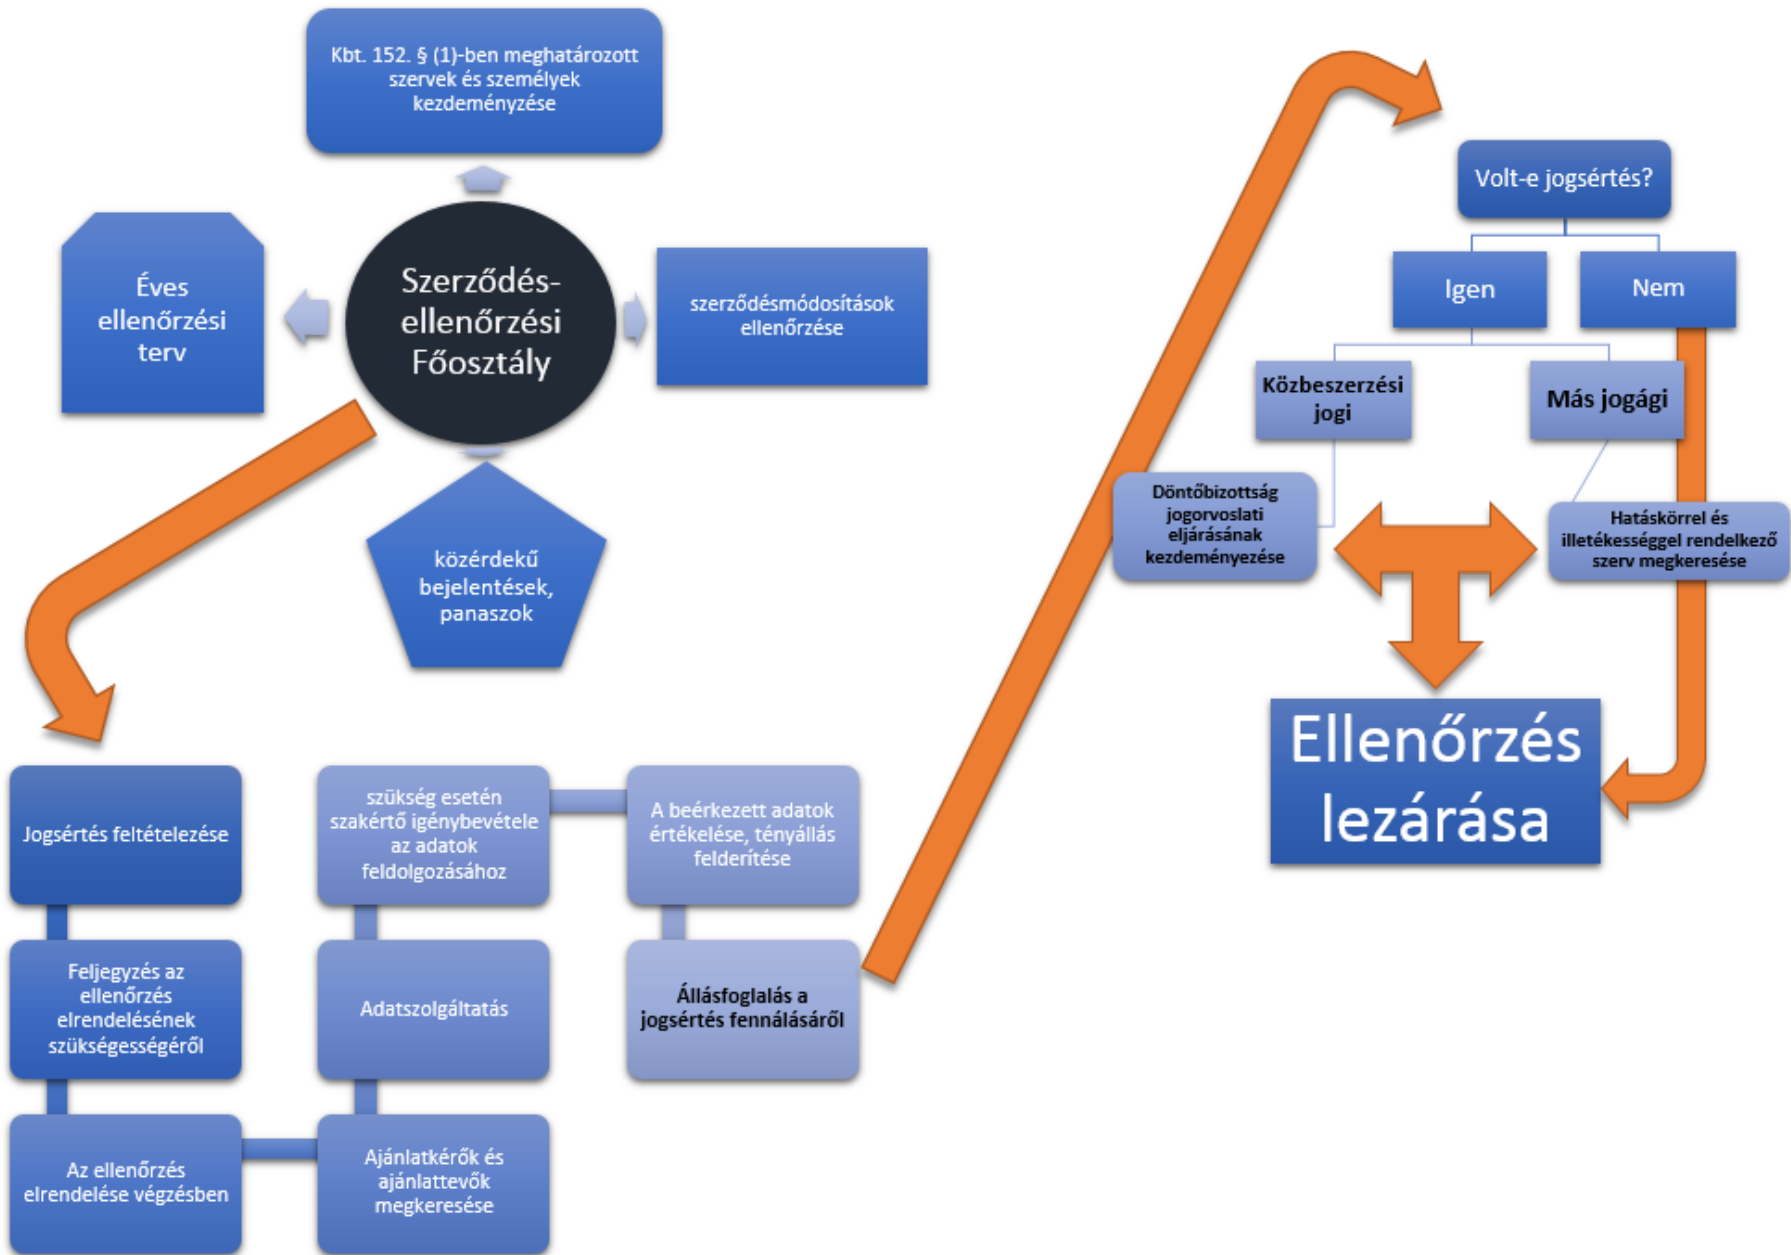 Kbt. 152. § (1)-ben meghatározott
szervek és személyek
kezdeményzése
Éves
ellenőrzési
terv
Szerződés-
ellenőrzési
Főosztály
szerződésmódosítások
ellenőrzése
közérdekű
bejelentések,
panaszok
Jogsértés feltételezése
Feljegyzés az
ellenőrzés
elrendelésének
szükségességéről
Az ellenőrzés
elrendelése végzésben
Ajánlatkérők és
ajánlattevők
megkeresése
Adatszolgáltatás
szükség esetén
szakértő igénybevétele
az adatok
feldolgozásához
A beérkezett adatok
értékelése, tényállás
felderítése
Állásfoglalás a
jogsértés fennálásáről
Volt-e jogsértés?
Igen
Nem
Közbeszerzési
jogi
Más jogági
Döntőbizottság
jogorvoslati
eljárásának
kezdeményezése
Hatáskörrel és
illetékességgel rendelkező
szerv megkeresése
Ellenőrzés
lezárása